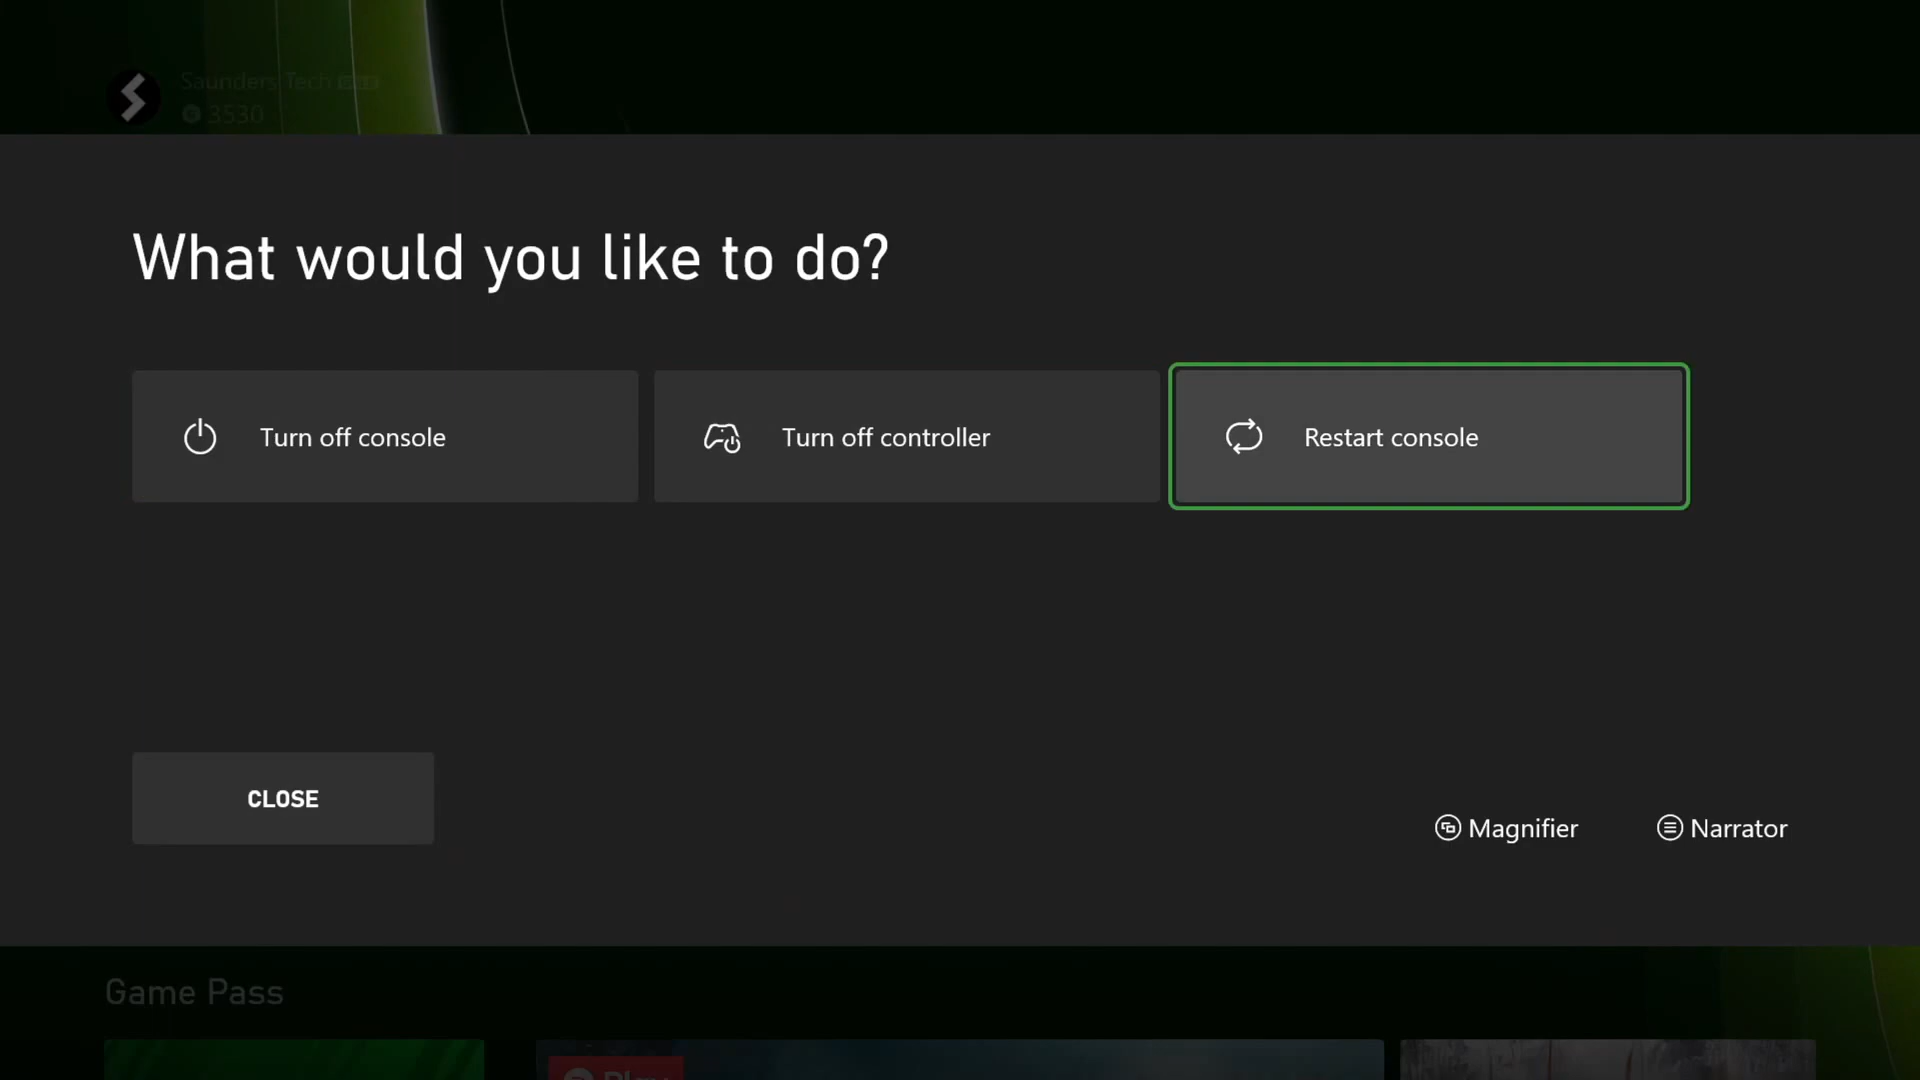 Saunders Tech
3530
What would you like to do?
Turn off console
Turn off controller
Restart console
CLOSE
Magnifier
Narrator
Game Pass
Play